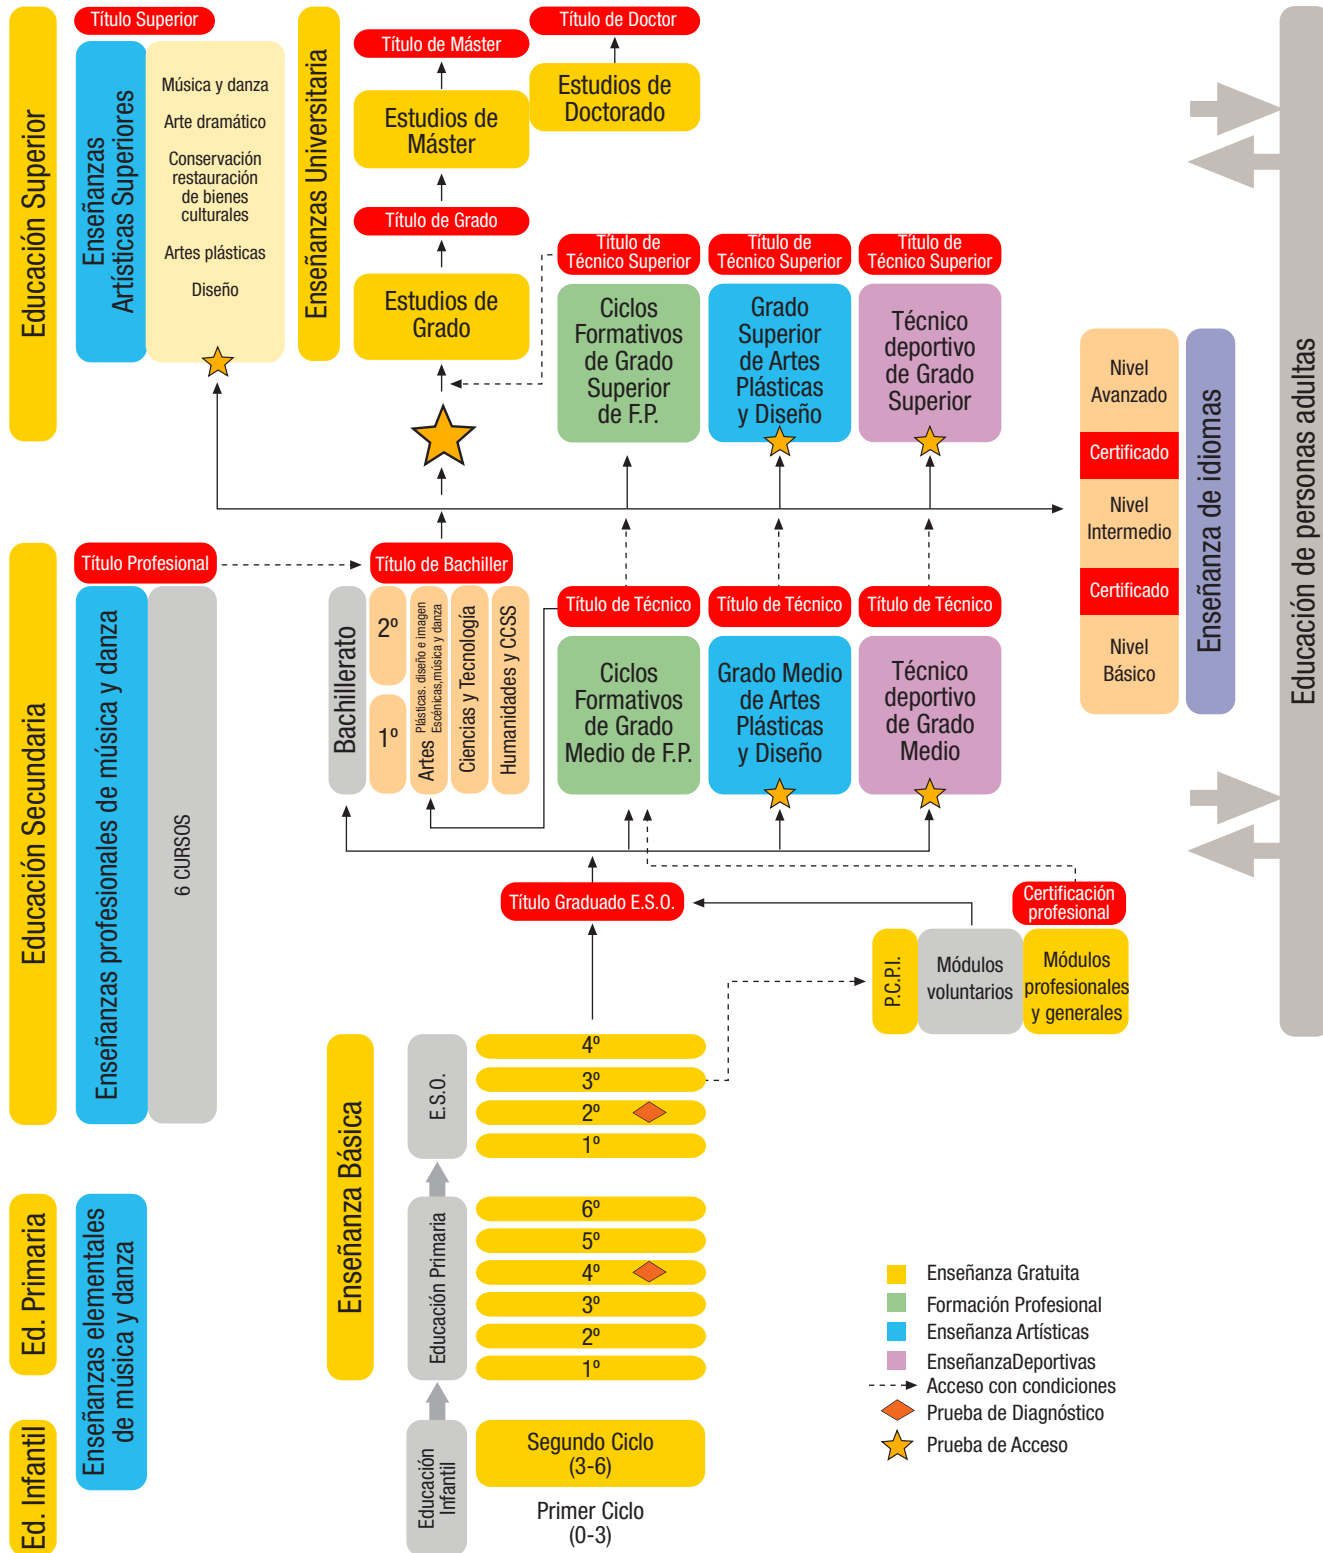 Educación Superior
Título Superior
Enseñanzas
Artísticas Superiores
Música y danza
Arte dramático
Conservación
restauración
de bienes
culturales
Artes plásticas
Diseño
Enseñanzas Universitaria
Título de Máster
Estudios de
Máster
Título de Doctor
Estudios de
Doctorado
Título de Grado
Estudios de
Grado
Título de
Técnico Superior
Ciclos
Formativos
de Grado
Superior
de F.P.
Título de
Técnico Superior
Grado
Superior
de Artes
Plásticas
y Diseño
Título de
Técnico Superior
Técnico
deportivo
de Grado
Superior
Nivel
Avanzado
Certificado
Nivel
Intermedio
Certificado
Nivel
Básico
Enseñanza de idiomas
Educación de personas adultas
Educación Secundaria
Título Profesional
Enseñanzas profesionales de música y danza
6 CURSOS
Título de Bachiller
Bachillerato
2º
1º
Artes
Plásticas. diseño e imagen
Escénicas,música y danza
Ciencias y Tecnología
Humanidades y CCSS
Título de Técnico
Ciclos
Formativos
de Grado
Medio de F.P.
Título de Técnico
Grado Medio
de Artes
Plásticas
y Diseño
Título de Técnico
Técnico
deportivo
de Grado
Medio
Título Graduado E.S.O.
Certificación
profesional
P.C.P.I.
Módulos
voluntarios
Módulos
profesionales
y generales
Enseñanza Básica
E.S.O.
4º
3º
2º
1º
Ed. Primaria
Enseñanzas elementales
de música y danza
Educación Primaria
6º
5º
4º
3º
2º
1º
Ed. Infantil
Educación
Infantil
Segundo Ciclo
(3-6)
Primer Ciclo
(0-3)
Enseñanza Gratuita
Formación Profesional
Enseñanza Artísticas
EnseñanzaDeportivas
Acceso con condiciones
Prueba de Diagnóstico
Prueba de Acceso